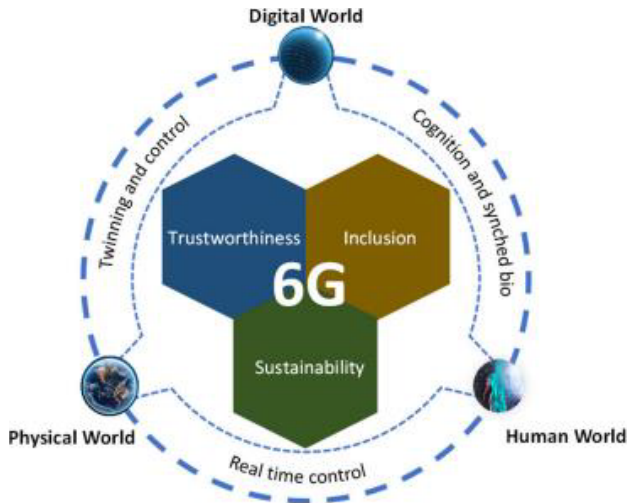 Digital World
Twinning and control
Cognition and synched bio
Trustworthiness
Inclusion
6G
Sustainability
Physical World
Human World
Real time control